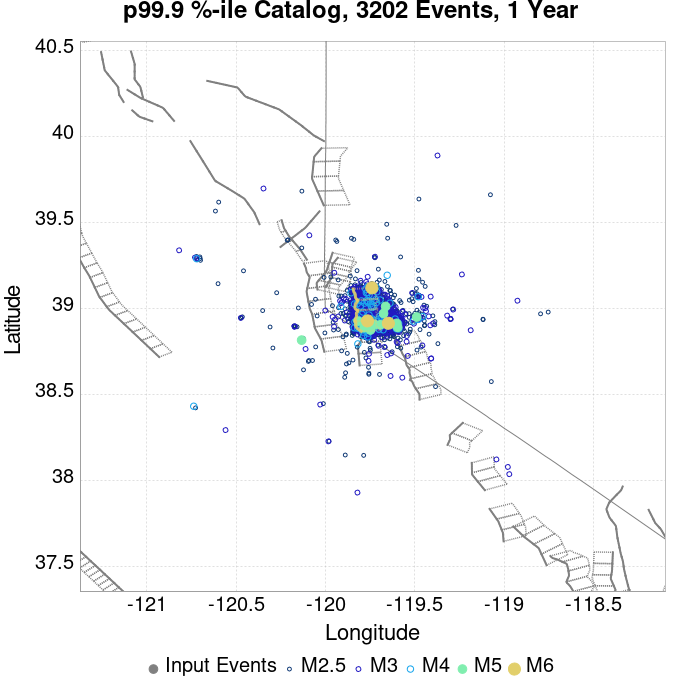 p99.9 %-ile Catalog, 3202 Events, 1 Year
40.5
40
39.5
39
38.5
38
37.5
Latitude
-121 -120.5 -120 -119.5 -119 -118.5
Longitude
Input Events M2.5 M3 M4 M5 M6